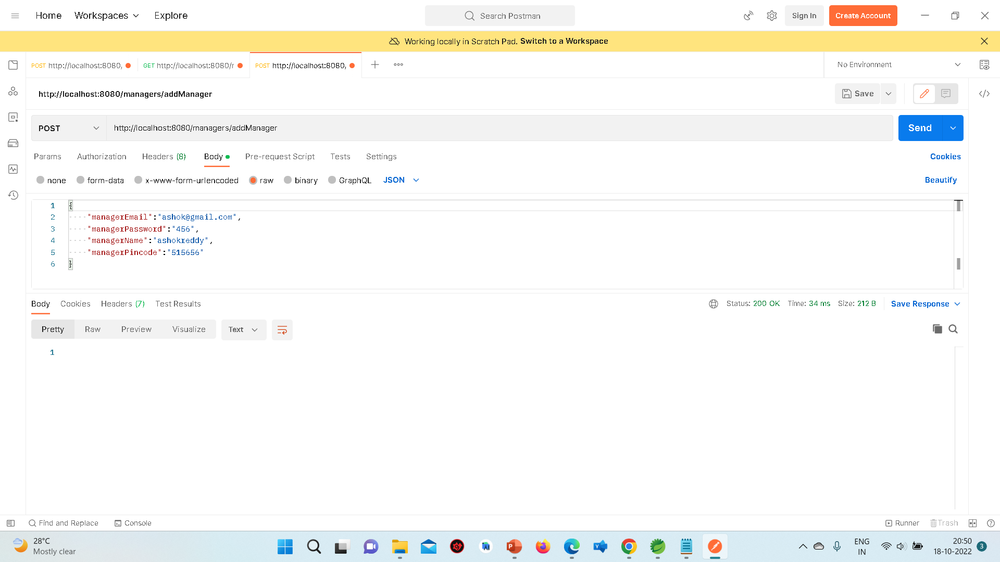 Home Workspaces Explore Search Postman Sign In Create Account
Working locally in Scratch Pad. Switch to a Workspace
POST http://localhost:8080, GET http://localhost:8080/r POST http://localhost:8080, No Environment
http://localhost:8080/managers/addManager Save
POST http://localhost:8080/managers/addManager Send
Params Authorization Headers (8) Body Pre-request Script Tests Settings Cookies
none form-data x-www-form-urlencoded raw binary GraphQL JSON Beautify
1 {
2 "managerEmail":"ashok@gmail.com",
3 "managerPassword":"456",
4 "managerName":"ashokreddy",
5 "managerPincode":"515656"
6 }
Body Cookies Headers (7) Test Results Status: 200 OK Time: 34 ms Size: 212 B Save Response
Pretty Raw Preview Visualize Text
1
Find and Replace Console Runner Trash
28°C
Mostly clear
ENG
IN
20:50
18-10-2022
3